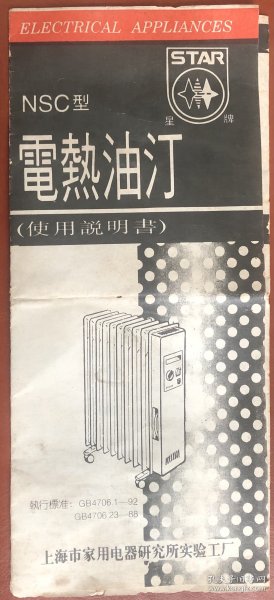 ELECTRICAL APPLIANCES
STAR
星 牌
NSC型
電熱油汀
(使用説明書)
執行標准: GB4706.1—92
GB4706.23—88
上海市家用电器研究所实验工厂